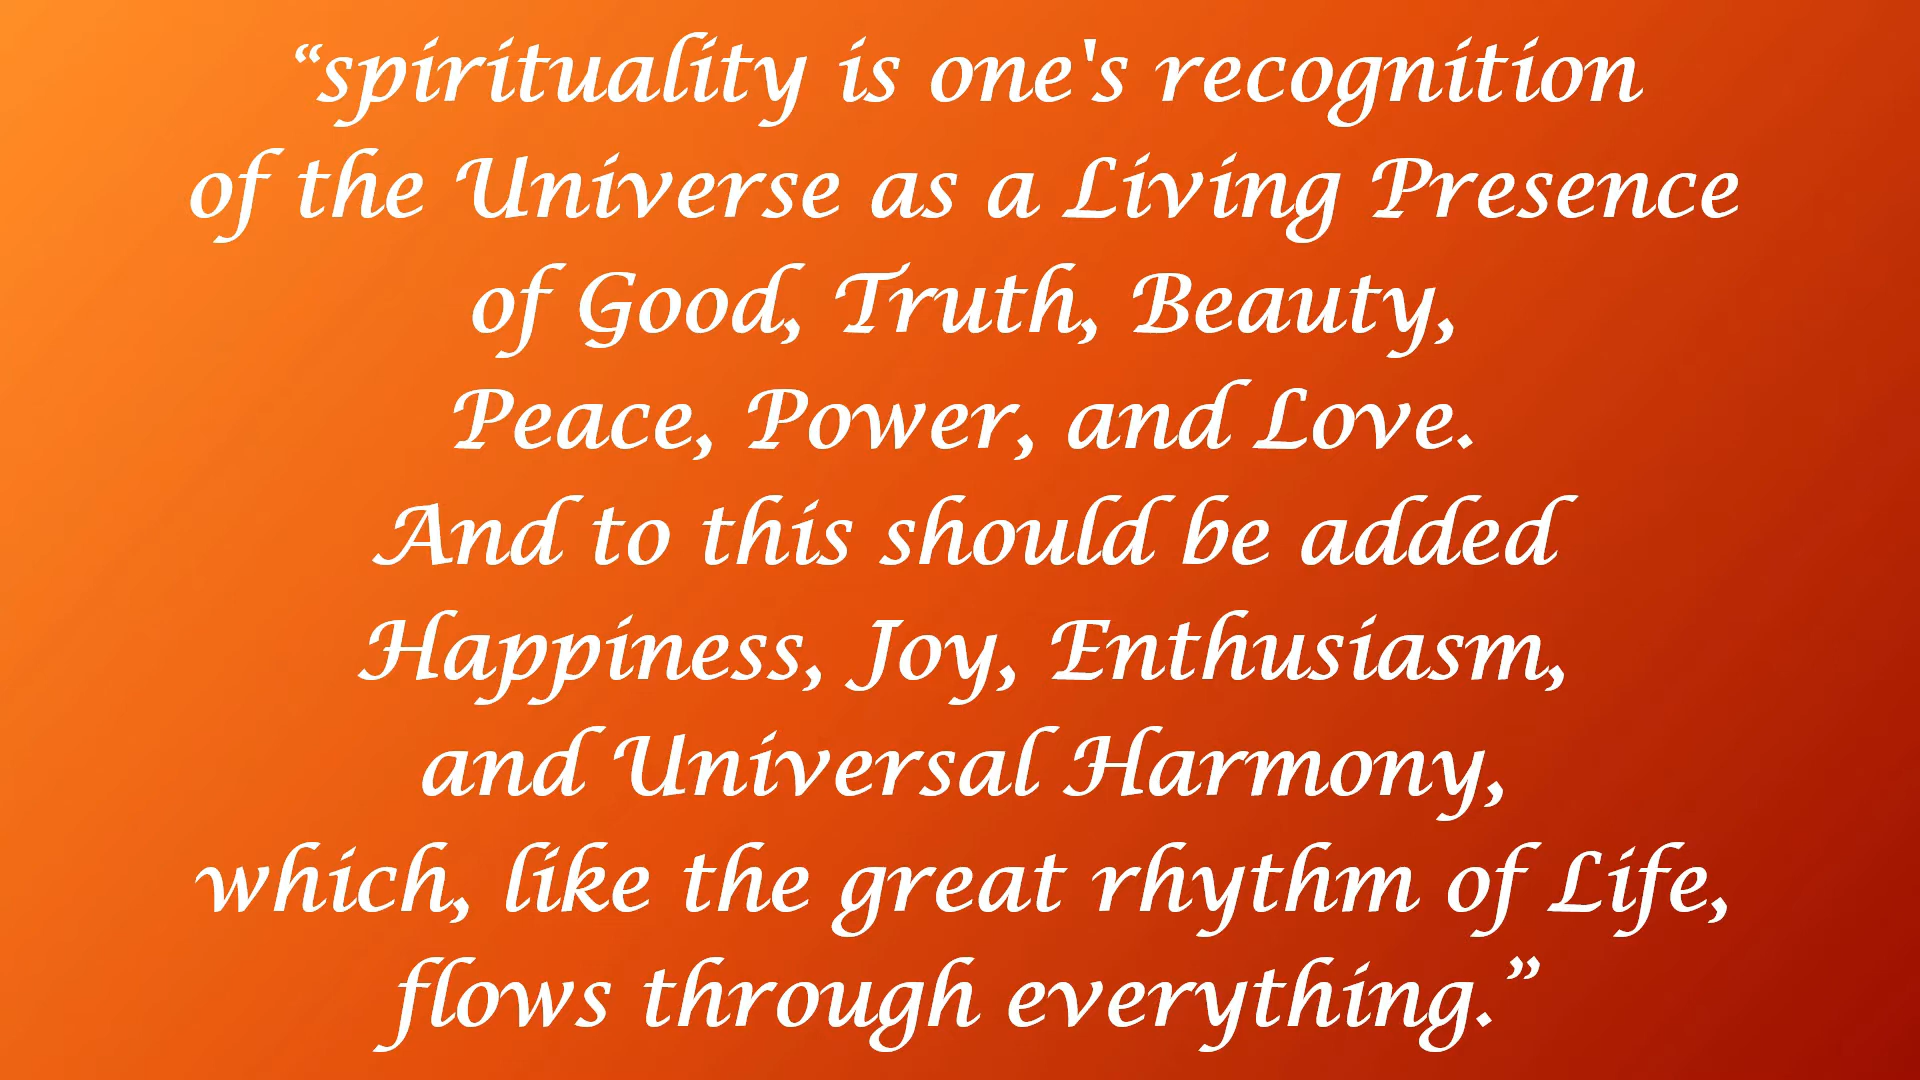 “spirituality is one's recognition
of the Universe as a Living Presence
of Good, Truth, Beauty,
Peace, Power, and Love.
And to this should be added
Happiness, Joy, Enthusiasm,
and Universal Harmony,
which, like the great rhythm of Life,
flows through everything.”